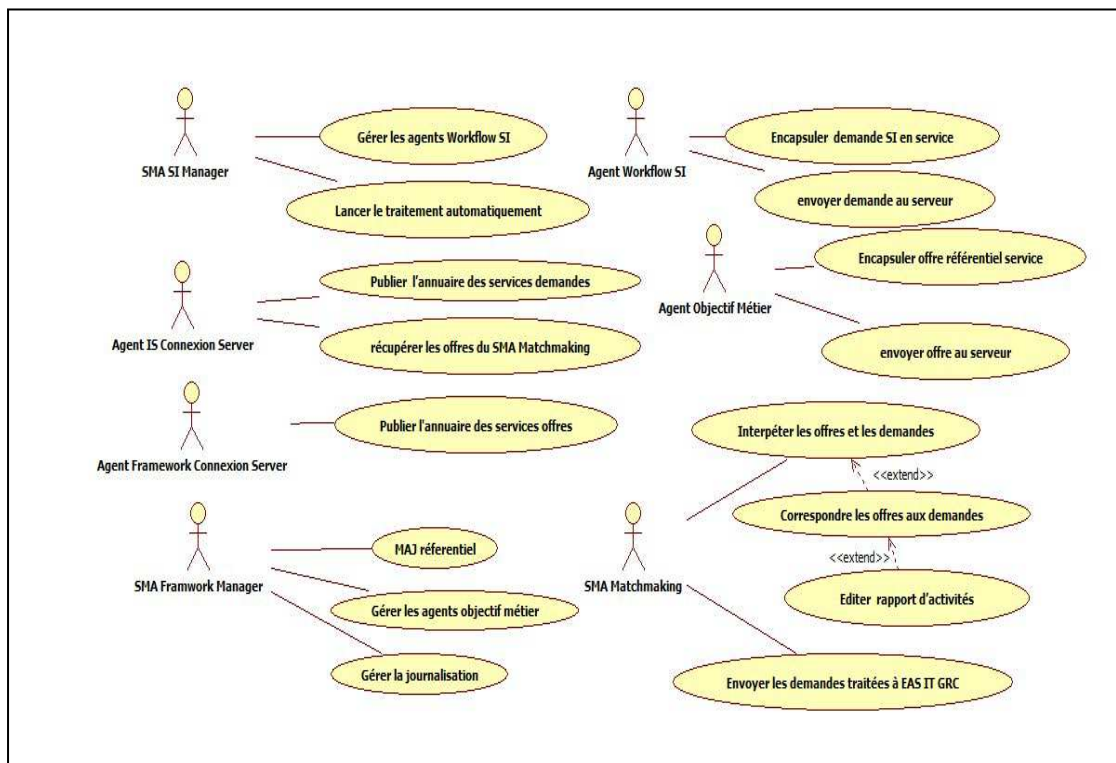 Gérer les agents Workflow SI
SMA SI Manager
Lancer le traitement automatiquement
Encapsuler demande SI en service
Agent Workflow SI
envoyer demande au serveur
Publier l'annuaire des services demandes
Agent IS Connexion Server
récupérer les offres du SMA Matchmaking
Encapsuler offre référentiel service
Agent Objectif Métier
envoyer offre au serveur
Publier l'annuaire des services offres
Agent Framework Connexion Server
MAJ réferentiel
SMA Framwork Manager
Gérer les agents objectif métier
Gérer la journalisation
Interpéter les offres et les demandes
<<extend>>
Correspondre les offres aux demandes
<<extend>>
SMA Matchmaking
Editer rapport d'activités
Envoyer les demandes traitées à EAS IT GRC